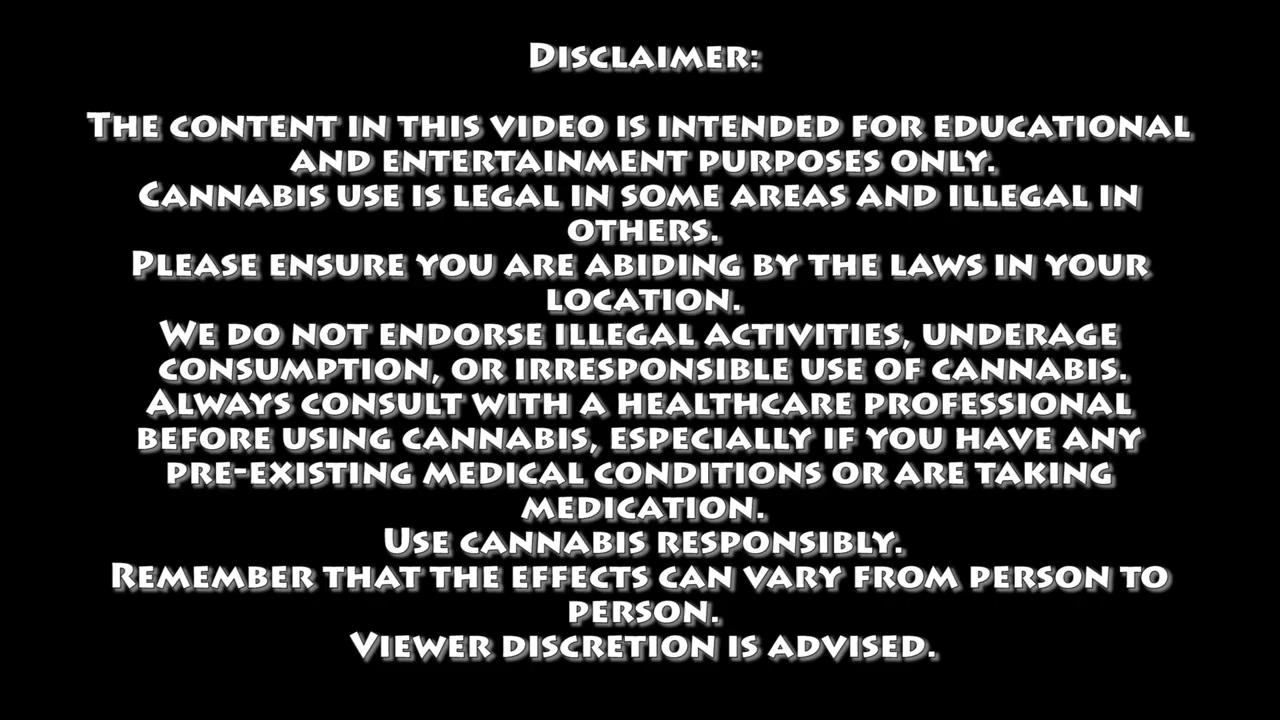 Disclaimer:
The content in this video is intended for educational
and entertainment purposes only.
Cannabis use is legal in some areas and illegal in
others.
Please ensure you are abiding by the laws in your
location.
We do not endorse illegal activities, underage
consumption, or irresponsible use of cannabis.
Always consult with a healthcare professional
before using cannabis, especially if you have any
pre-existing medical conditions or are taking
medication.
Use cannabis responsibly.
Remember that the effects can vary from person to
person.
Viewer discretion is advised.